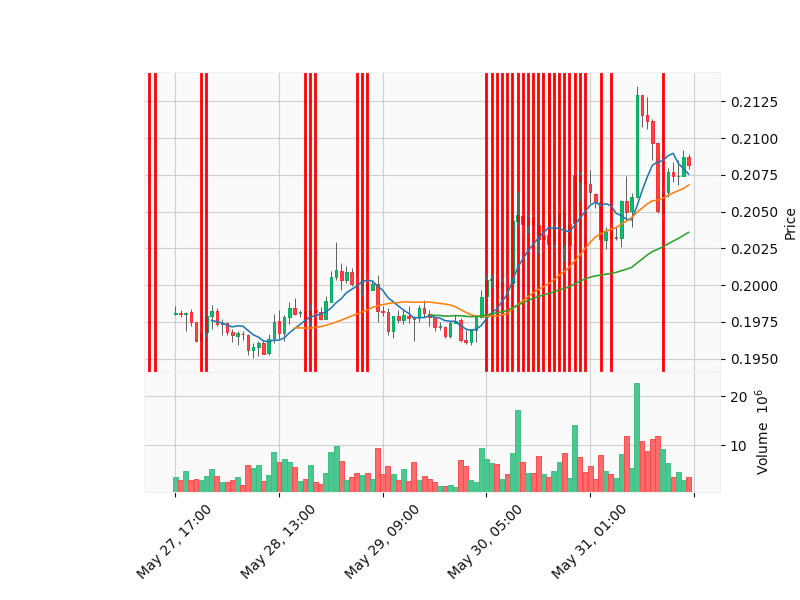 0.2125
0.2100
0.2075
0.2050
0.2025
0.2000
0.1975
0.1950
Price
20
10
Volume 10⁶
May 27, 17:00
May 28, 13:00
May 29, 09:00
May 30, 05:00
May 31, 01:00